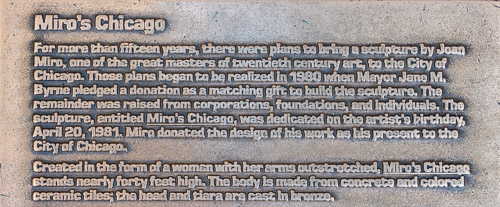 Miro's Chicago
For more than fifteen years, there were plans to bring a sculpture by Joan
Miro, one of the great masters of twentieth century art, to the City of
Chicago. Those plans began to be realized in 1980 when Mayor Jane M.
Byrne pledged a donation as a matching gift to build the sculpture. The
remainder was raised from corporations, foundations, and individuals. The
sculpture, entitled Miro's Chicago, was dedicated on the artist's birthday,
April 20, 1981. Miro donated the design of his work as his present to the
City of Chicago.
Created in the form of a woman with her arms outstretched, Miro's Chicago
stands nearly forty feet high. The body is made from concrete and colored
ceramic tiles; the head and tiara are cast in bronze.